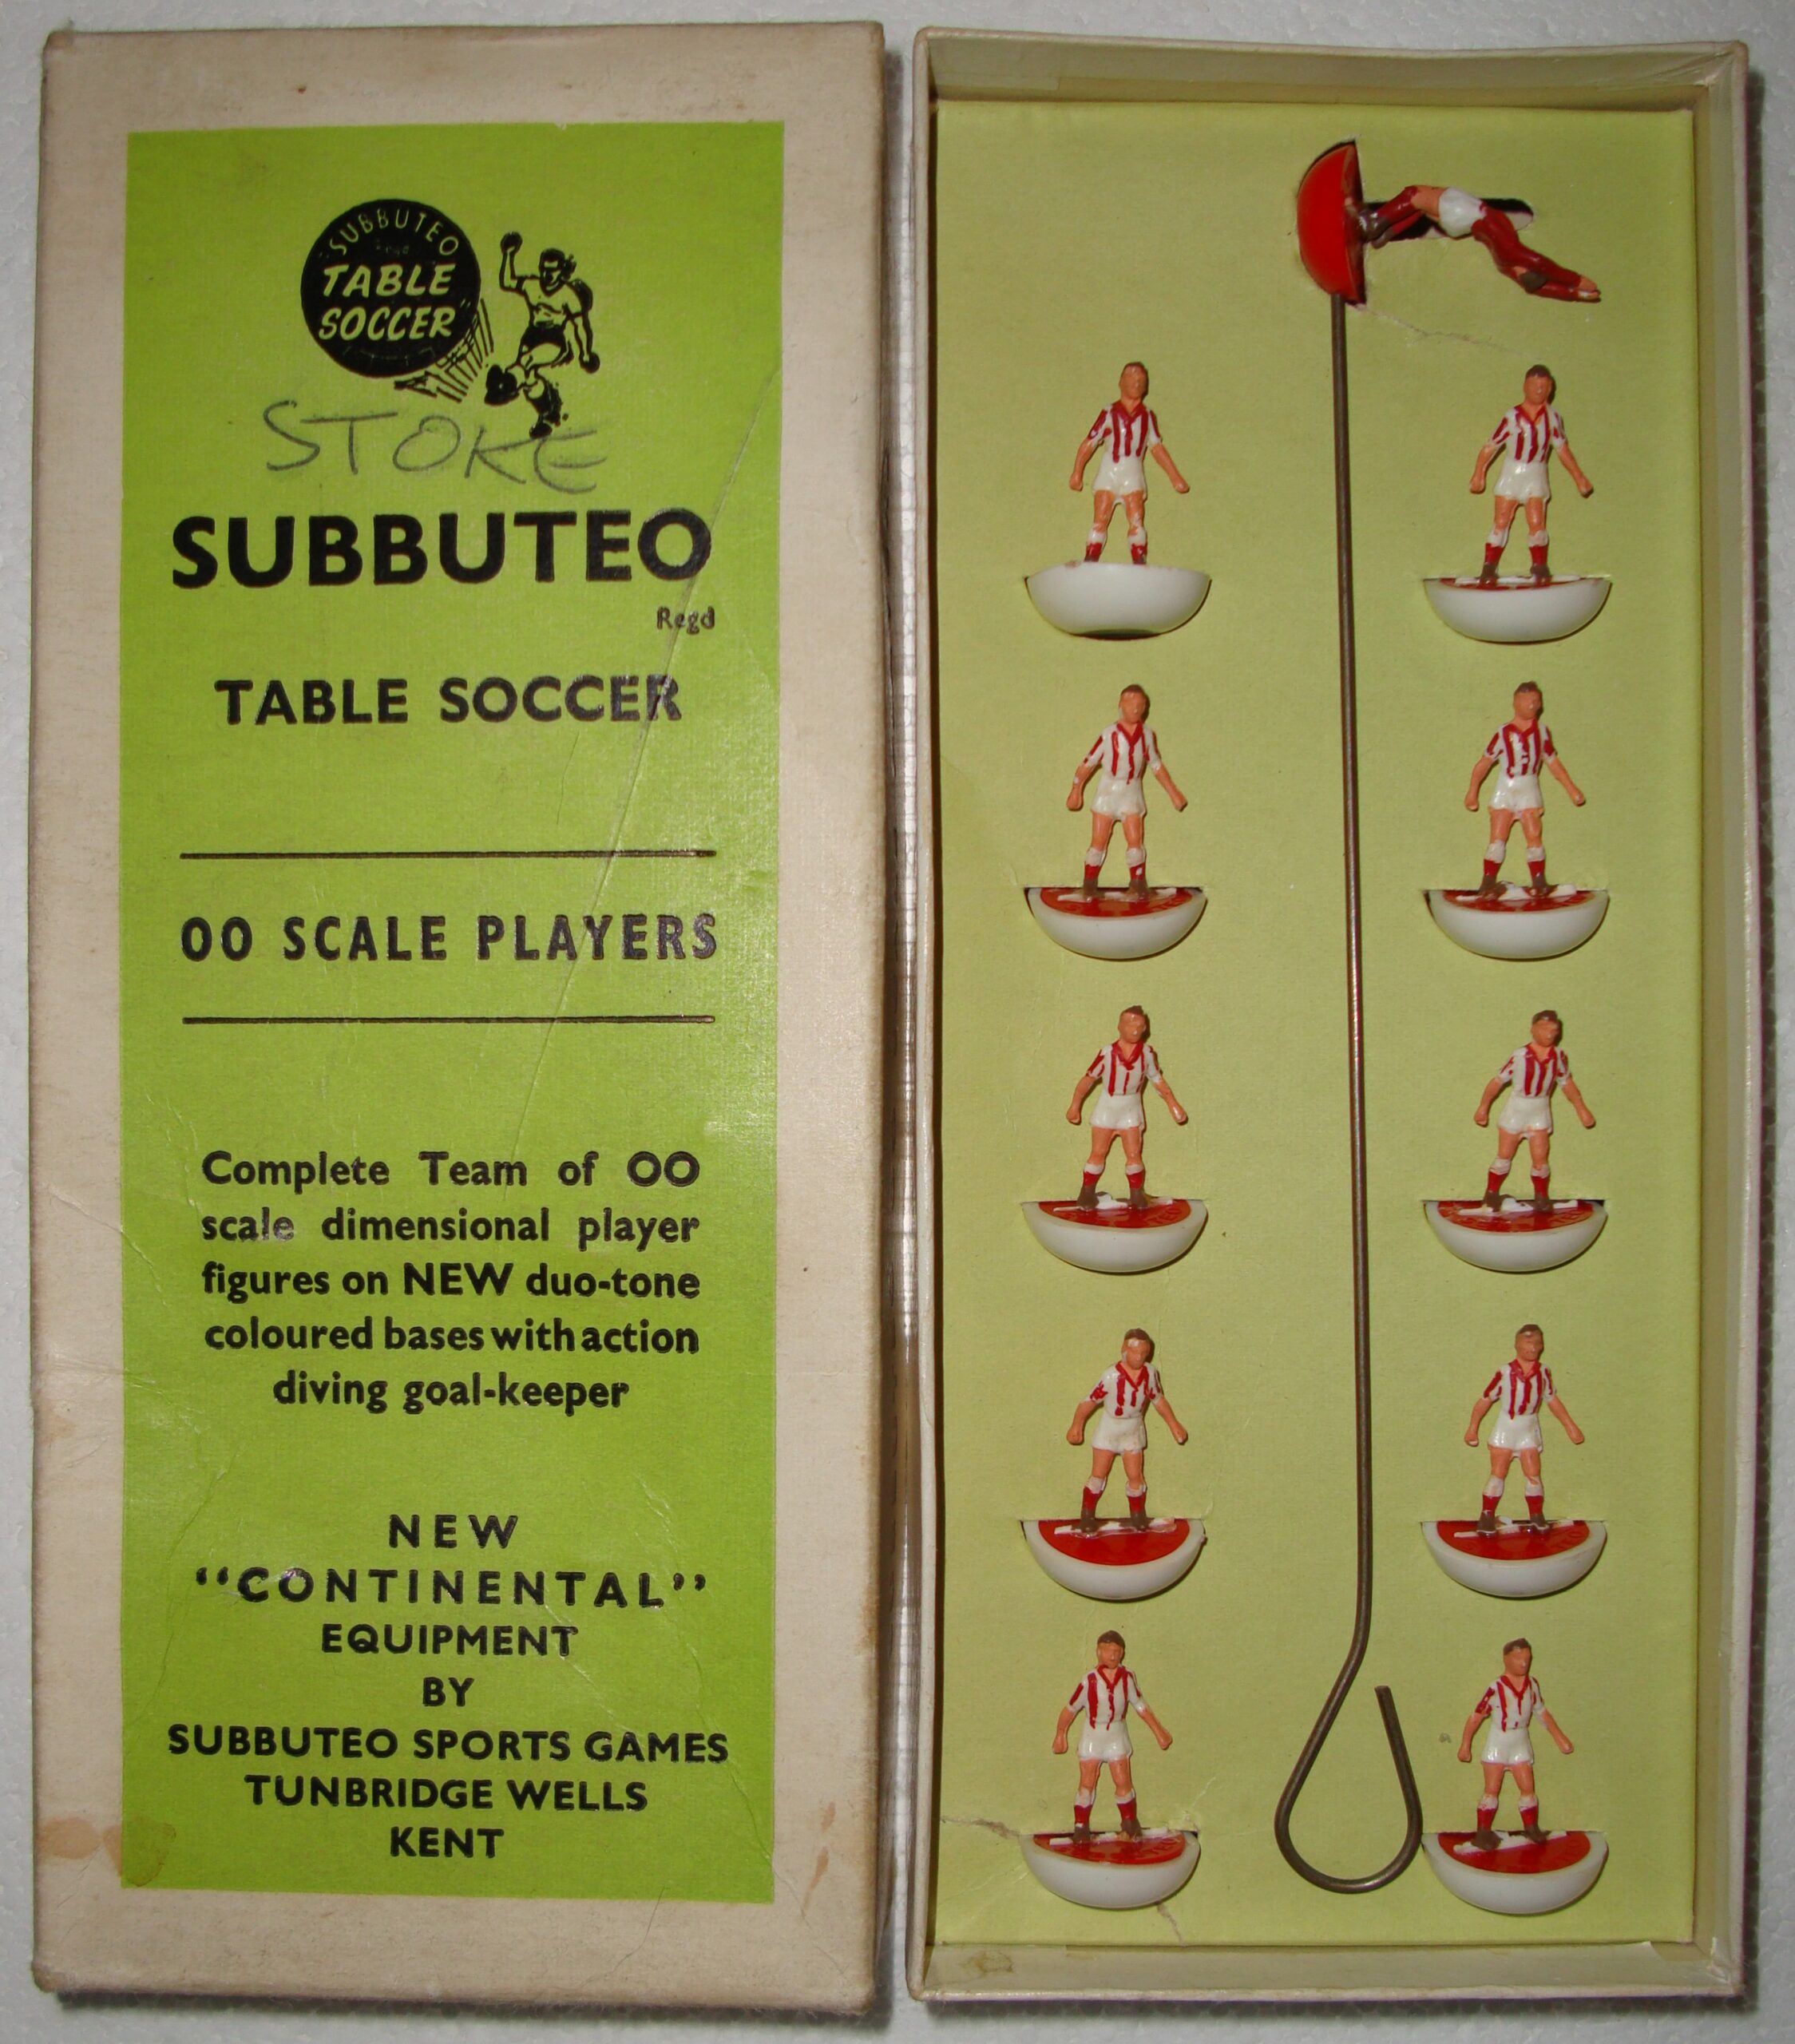 SUBBUTEO
TABLE
SOCCER
STOKE
SUBBUTEO
Regd
TABLE SOCCER
OO SCALE PLAYERS
Complete Team of OO
scale dimensional player
figures on NEW duo-tone
coloured bases with action
diving goal-keeper
NEW
“CONTINENTAL”
EQUIPMENT
BY
SUBBUTEO SPORTS GAMES
TUNBRIDGE WELLS
KENT